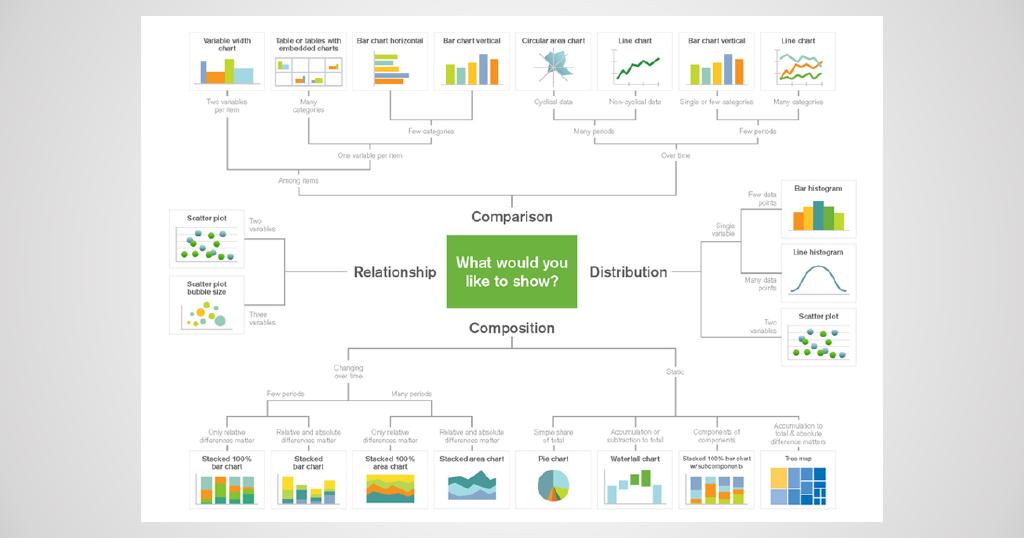 Variable width
chart
Table or tables with
embedded charts
Bar chart horizontal
Bar chart vertical
Circular area chart
Line chart
Bar chart vertical
Line chart
Two variables
per item
Many
categories
Cyclical data
Non-cyclical data
Single or few categories
Many categories
Few categories
Many periods
Few periods
One variable per item
Over time
Among items
Comparison
Scatter plot
Two
variables
Scatter plot
bubble size
Three
variables
Relationship
What would you
like to show?
Distribution
Single
variable
Few data
points
Bar histogram
Many data
points
Line histogram
Two
variables
Scatter plot
Composition
Changing
over time
Static
Few periods
Many periods
Only relative
differences matter
Relative and absolute
differences matter
Only relative
differences matter
Relative and absolute
differences matter
Simple share
of total
Accumulation or
subtraction to total
Components of
components
Accumulation to
total & absolute
difference matters
Stacked 100%
bar chart
Stacked
bar chart
Stacked 100%
area chart
Stacked area chart
Pie chart
Waterfall chart
Stacked 100% bar chart
w/subcomponents
Tree map